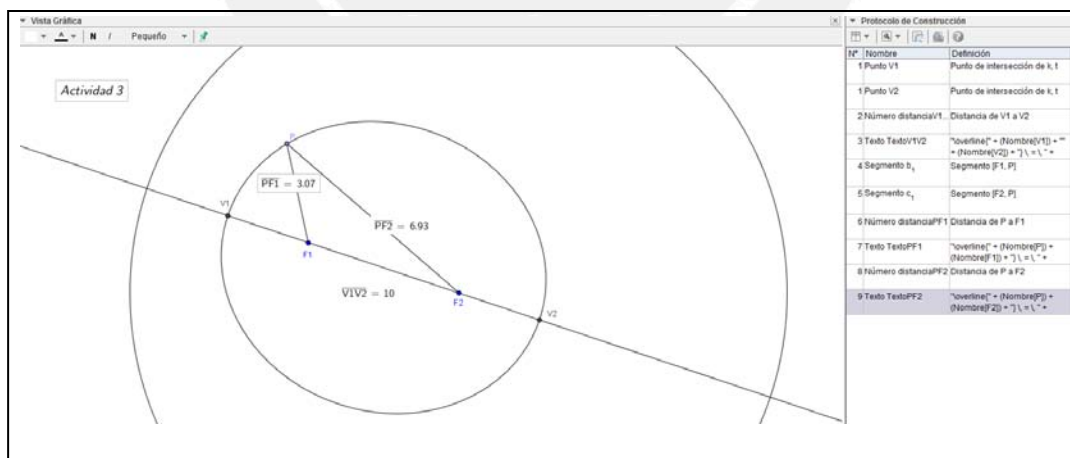 Vista Gráfica
A
N
I
Pequeño
Actividad 3
P
PF1 = 3.07
V1
PF2 = 6.93
F1
V1V2 = 10
F2
V2
Protocolo de Construcción
Nº Nombre Definición
1 Punto V1 Punto de intersección de k, t
1 Punto V2 Punto de intersección de k, t
2 Número distanciaV1... Distancia de V1 a V2
3 Texto TextoV1V2 "\overline{" + (Nombre[V1]) + ""
+ (Nombre[V2]) + "} \, = \, " +
4 Segmento b₁ Segmento [F1, P]
5 Segmento c₁ Segmento [F2, P]
6 Número distanciaPF1 Distancia de P a F1
7 Texto TextoPF1 "\overline{" + (Nombre[P]) +
(Nombre[F1]) + "} \, = \, " +
8 Número distanciaPF2 Distancia de P a F2
9 Texto TextoPF2 "\overline{" + (Nombre[P]) +
(Nombre[F2]) + "} \, = \, " +